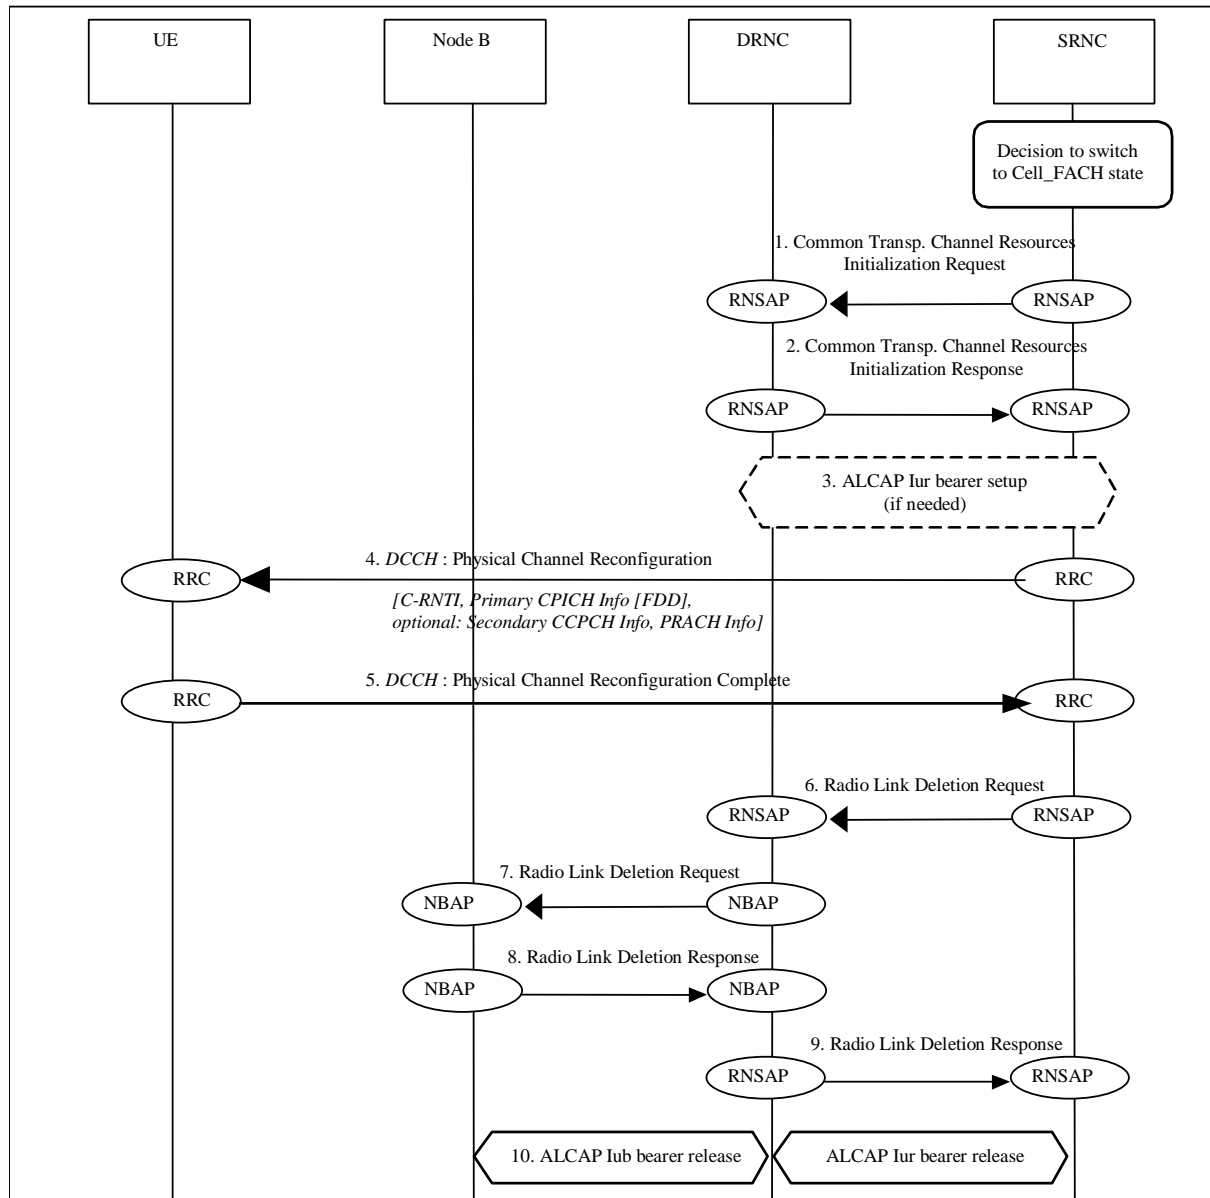 UE
Node B
DRNC
SRNC
Decision to switch
to Cell_FACH state
1. Common Transp. Channel Resources
Initialization Request
RNSAP
RNSAP
2. Common Transp. Channel Resources
Initialization Response
RNSAP
RNSAP
3. ALCAP Iur bearer setup
(if needed)
4. DCCH : Physical Channel Reconfiguration
RRC
RRC
[C-RNTI, Primary CPICH Info [FDD],
optional: Secondary CCPCH Info, PRACH Info]
5. DCCH : Physical Channel Reconfiguration Complete
RRC
RRC
6. Radio Link Deletion Request
RNSAP
RNSAP
7. Radio Link Deletion Request
NBAP
NBAP
8. Radio Link Deletion Response
NBAP
NBAP
9. Radio Link Deletion Response
RNSAP
RNSAP
10. ALCAP Iub bearer release
ALCAP Iur bearer release